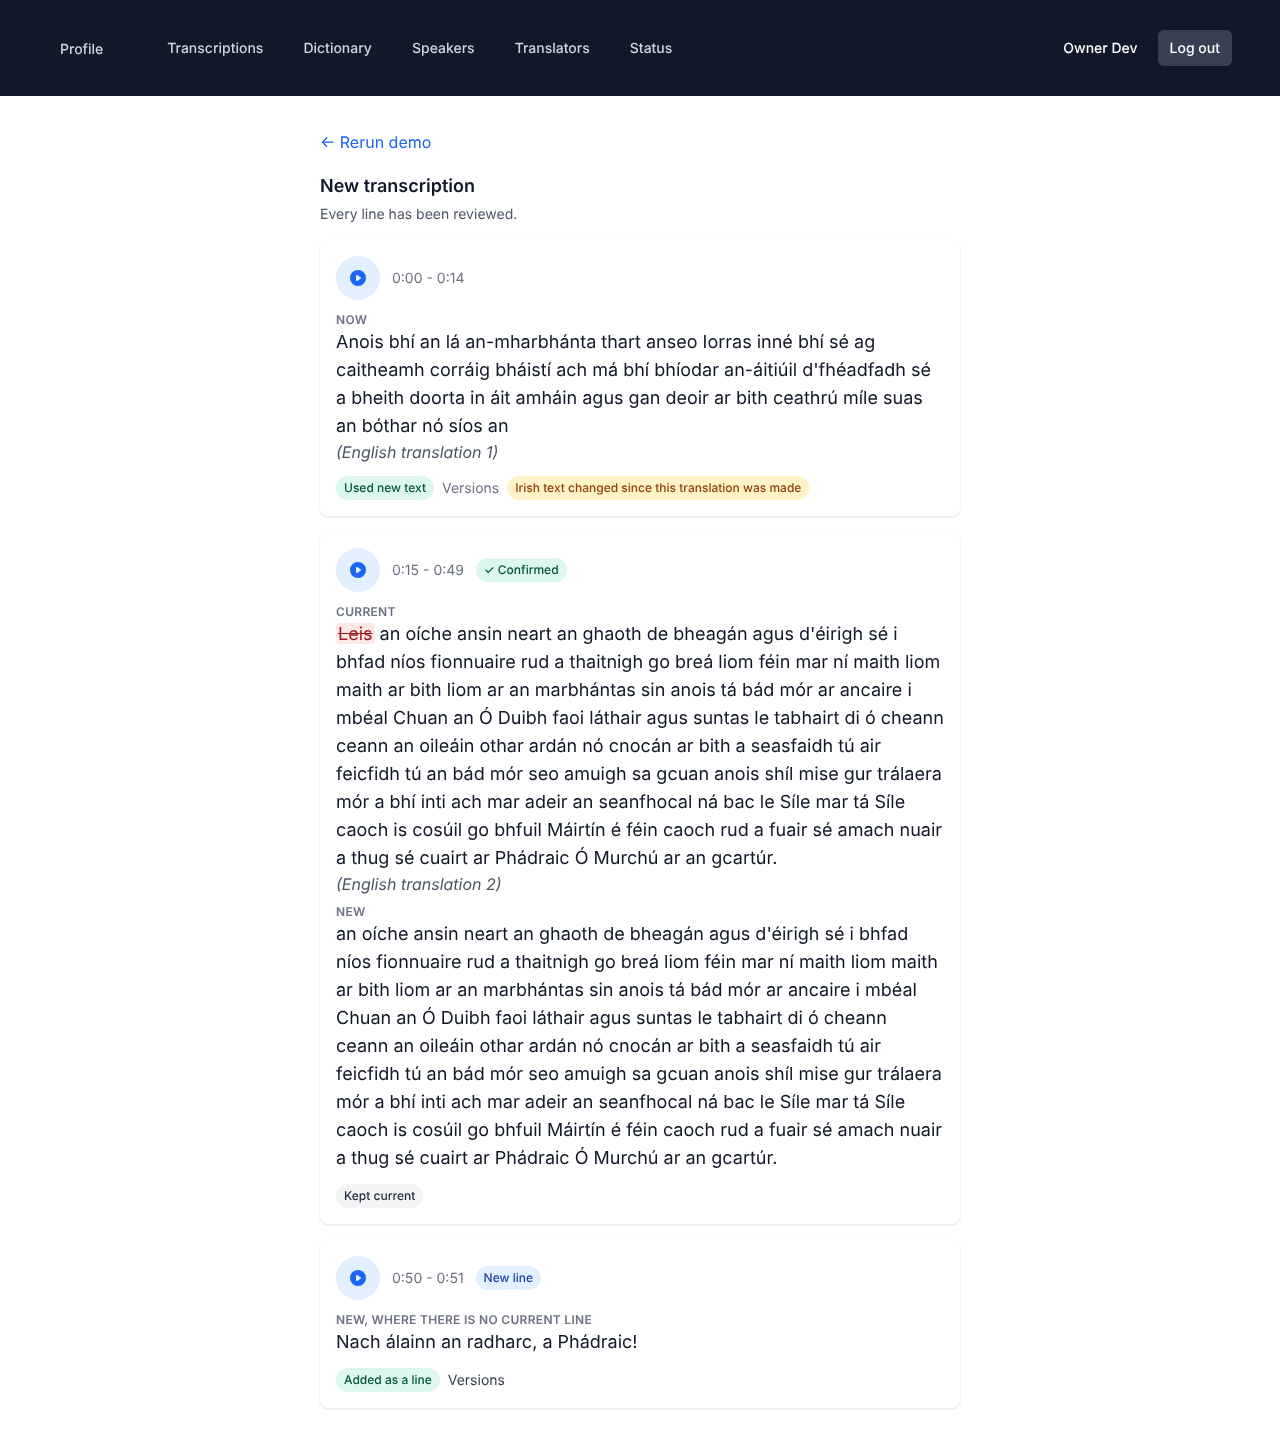 Profile
Transcriptions
Dictionary
Speakers
Translators
Status
Owner Dev
Log out
← Rerun demo
New transcription
Every line has been reviewed.
0:00 - 0:14
NOW
Anois bhí an lá an-mharbhánta thart anseo Iorras inné bhí sé ag
caitheamh corráig bháistí ach má bhí bhíodar an-áitiúil d'fhéadfadh sé
a bheith doorta in áit amháin agus gan deoir ar bith ceathrú míle suas
an bóthar nó síos an
(English translation 1)
Used new text
Versions
Irish text changed since this translation was made
0:15 - 0:49
✓ Confirmed
CURRENT
Leis an oíche ansin neart an ghaoth de bheagán agus d'éirigh sé i
bhfad níos fionnuaire rud a thaitnigh go breá liom féin mar ní maith liom
maith ar bith liom ar an marbhántas sin anois tá bád mór ar ancaire i
mbéal Chuan an Ó Duibh faoi láthair agus suntas le tabhairt di ó cheann
ceann an oileáin othar ardán nó cnocán ar bith a seasfaidh tú air
feicfidh tú an bád mór seo amuigh sa gcuan anois shíl mise gur trálaera
mór a bhí inti ach mar adeir an seanfhocal ná bac le Síle mar tá Síle
caoch is cosúil go bhfuil Máirtín é féin caoch rud a fuair sé amach nuair
a thug sé cuairt ar Phádraic Ó Murchú ar an gcartúr.
(English translation 2)
NEW
an oíche ansin neart an ghaoth de bheagán agus d'éirigh sé i bhfad
níos fionnuaire rud a thaitnigh go breá liom féin mar ní maith liom maith
ar bith liom ar an marbhántas sin anois tá bád mór ar ancaire i mbéal
Chuan an Ó Duibh faoi láthair agus suntas le tabhairt di ó cheann
ceann an oileáin othar ardán nó cnocán ar bith a seasfaidh tú air
feicfidh tú an bád mór seo amuigh sa gcuan anois shíl mise gur trálaera
mór a bhí inti ach mar adeir an seanfhocal ná bac le Síle mar tá Síle
caoch is cosúil go bhfuil Máirtín é féin caoch rud a fuair sé amach nuair
a thug sé cuairt ar Phádraic Ó Murchú ar an gcartúr.
Kept current
0:50 - 0:51
New line
NEW, WHERE THERE IS NO CURRENT LINE
Nach álainn an radharc, a Phádraic!
Added as a line
Versions